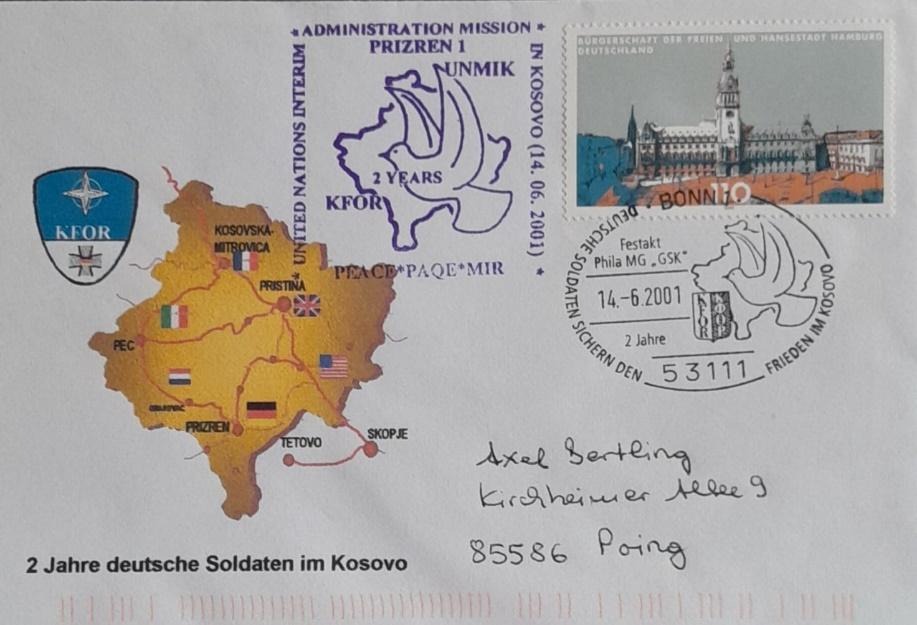 * ADMINISTRATION MISSION *
PRIZREN 1
UNMIK
UNITED NATIONS INTERIM
IN KOSOVO (14. 06. 2001) *
2 YEARS
KFOR
* PEACE*PAQE*MIR
BÜRGERSCHAFT DER FREIEN UND HANSESTADT HAMBURG
DEUTSCHLAND
110
BONN 1
DEUTSCHE SOLDATEN SICHERN DEN FRIEDEN IM KOSOVO
Festakt
Phila MG „GSK"
14.-6.2001
KFOR
2 Jahre
53111
KFOR
KOSOVSKA-
MITROVICA
PRISTINA
PEC
PRIZREN
TETOVO
SKOPJE
Axel Bertling
Kirchheimer Allee 9
85586 Poing
2 Jahre deutsche Soldaten im Kosovo